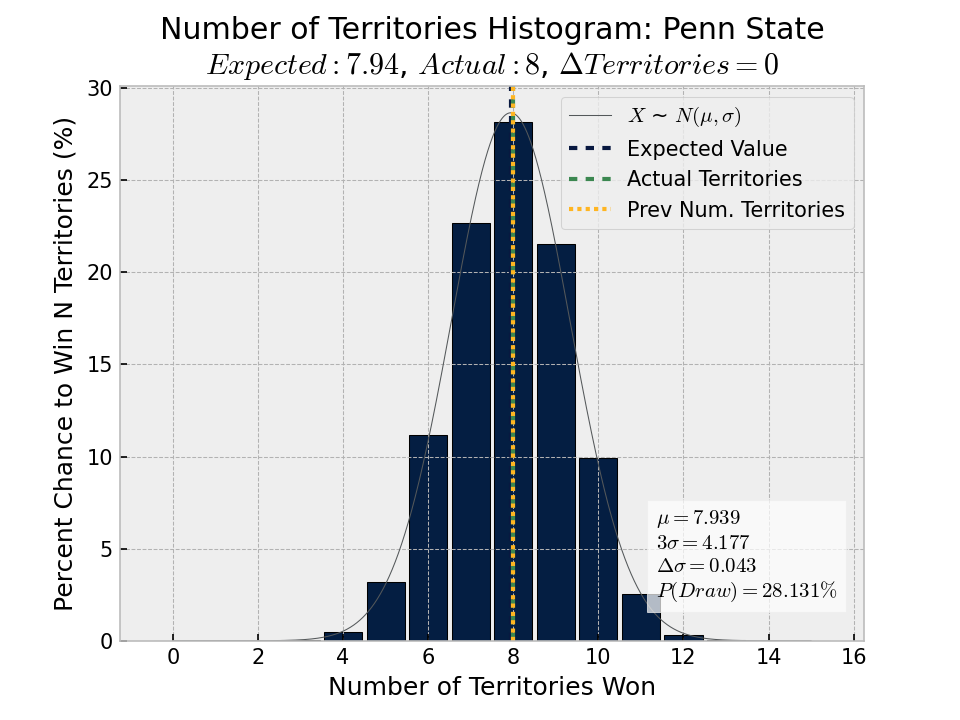 Number of Territories Histogram: Penn State
Expected : 7.94, Actual : 8, ΔTerritories = 0
Percent Chance to Win N Territories (%)
30
25
20
15
10
5
0
X ∼ N(μ, σ)
Expected Value
Actual Territories
Prev Num. Territories
μ = 7.939
3σ = 4.177
Δσ = 0.043
P(Draw) = 28.131%
0 2 4 6 8 10 12 14 16
Number of Territories Won